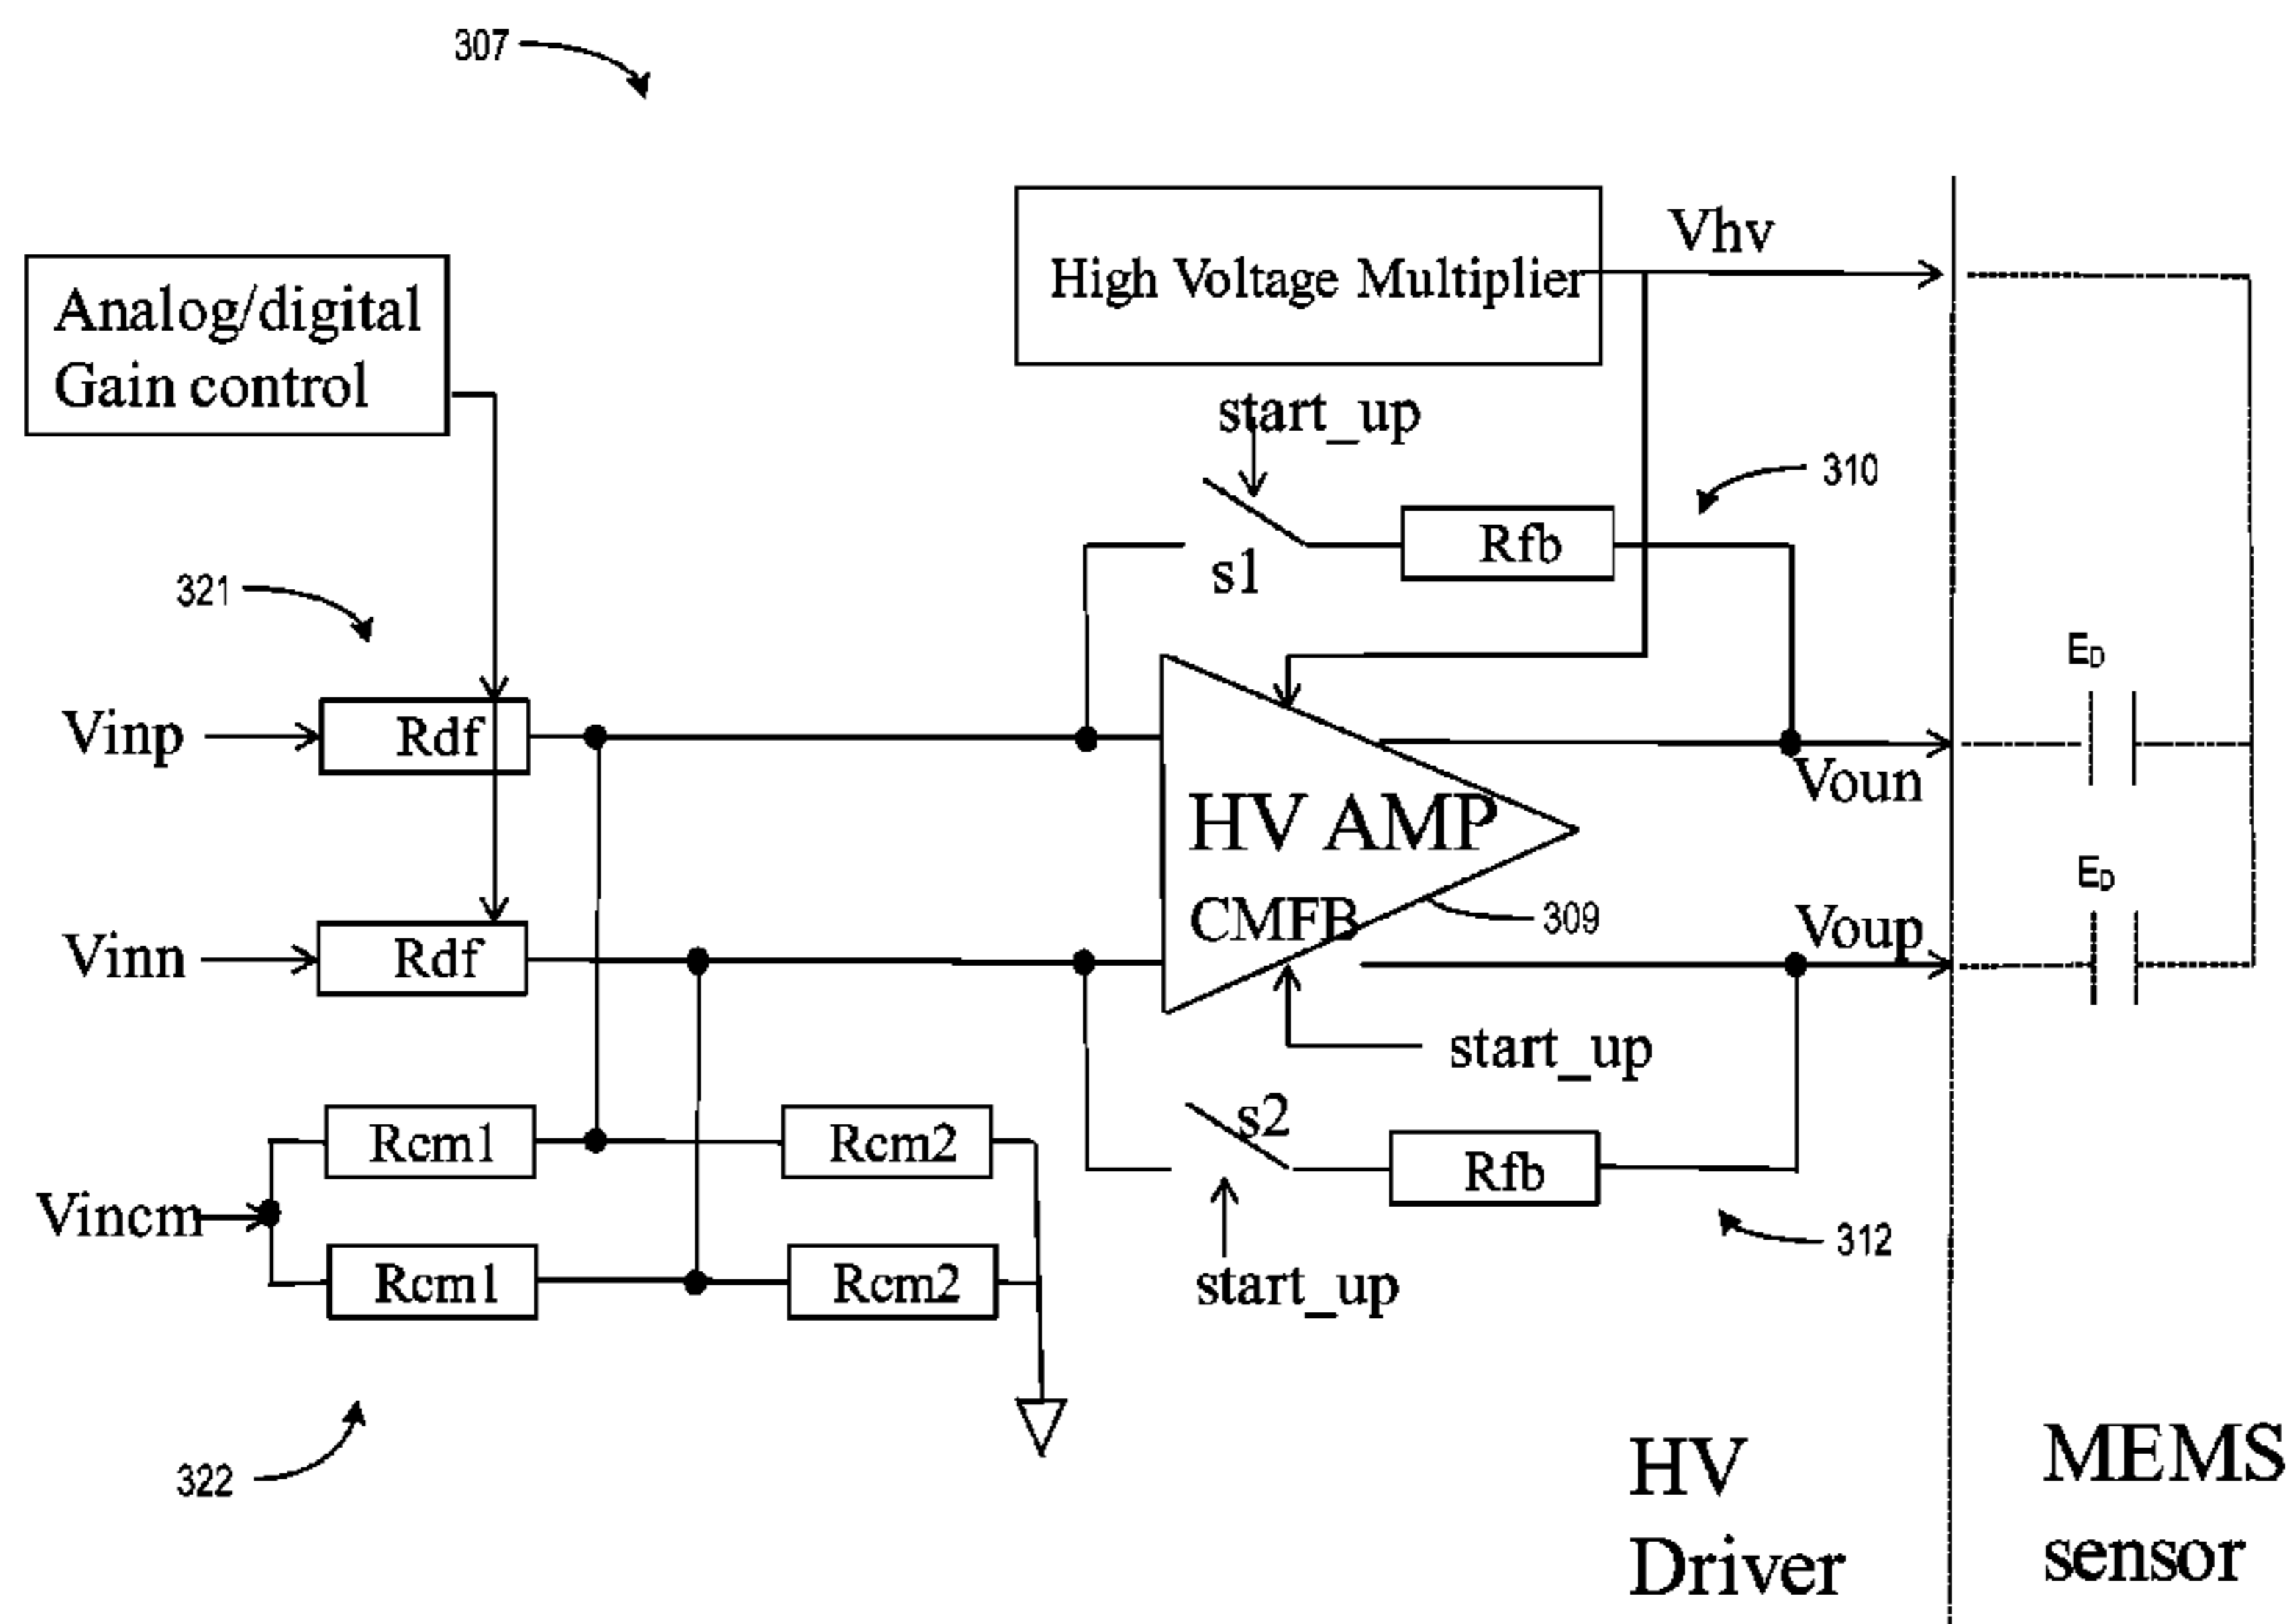 307
Vhv
High Voltage Multiplier
Analog/digital
Gain control
start_up
310
Rfb
s1
321
E_D
Vinp
Rdf
HV AMP
Voun
E_D
CMFB
309
Voup
Vinn
Rdf
start_up
s2
Rcm1
Rcm2
Rfb
Vincm
312
Rcm1
Rcm2
start_up
322
HV
Driver
MEMS
sensor